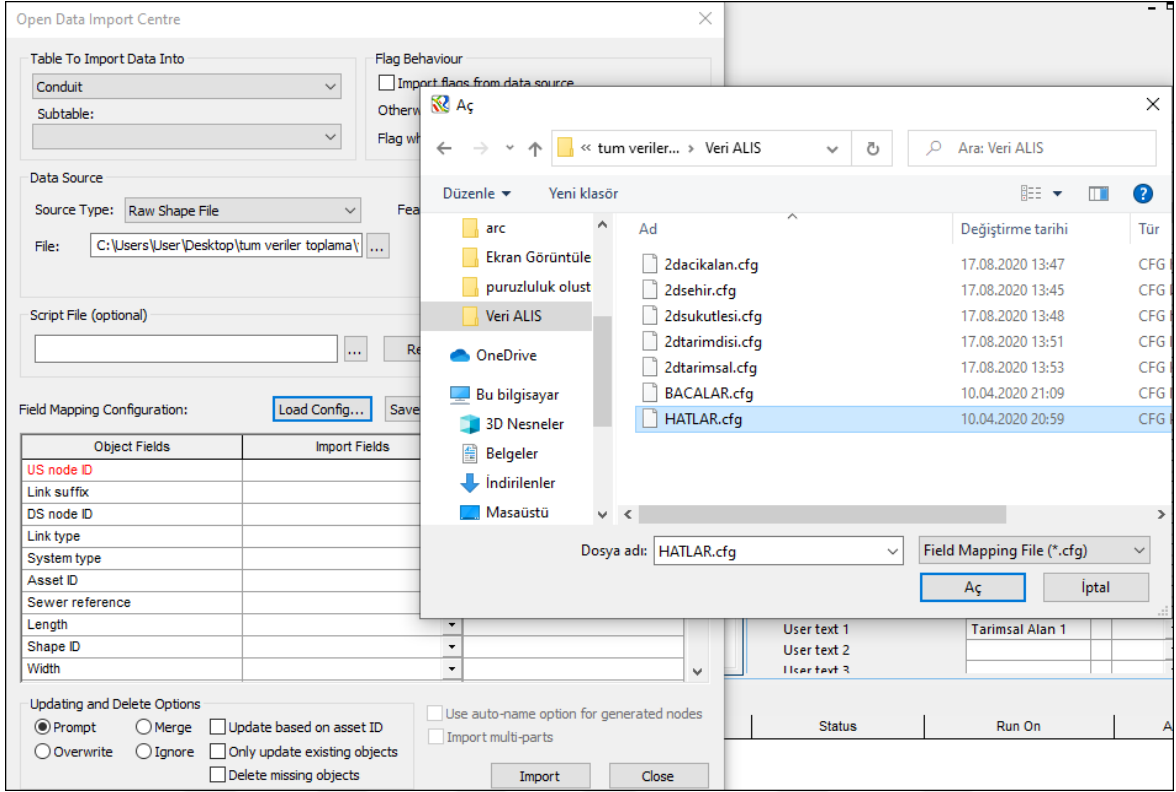 Open Data Import Centre
Table To Import Data Into
Conduit
Subtable:
Flag Behaviour
Import flags from data source
Otherw
Flag wh
Data Source
Source Type: Raw Shape File
Fea
File: C:\Users\User\Desktop\tum veriler toplama\ ...
Script File (optional)
... Re
Field Mapping Configuration: Load Config... Save
Object Fields Import Fields
US node ID
Link suffix
DS node ID
Link type
System type
Asset ID
Sewer reference
Length
Shape ID
Width
Updating and Delete Options
Prompt Merge Update based on asset ID
Overwrite Ignore Only update existing objects
Delete missing objects
Use auto-name option for generated nodes
Import multi-parts
Import Close
Aç
« tum veriler... › Veri ALIS
Ara: Veri ALIS
Düzenle Yeni klasör
arc
Ekran Görüntüle
puruzluluk olust
Veri ALIS
OneDrive
Bu bilgisayar
3D Nesneler
Belgeler
İndirilenler
Masaüstü
Ad Değiştirme tarihi Tür
2dacikalan.cfg 17.08.2020 13:47 CFG
2dsehir.cfg 17.08.2020 13:45 CFG
2dsukutlesi.cfg 17.08.2020 13:48 CFG
2dtarimdisi.cfg 17.08.2020 13:51 CFG
2dtarimsal.cfg 17.08.2020 13:53 CFG
BACALAR.cfg 10.04.2020 21:09 CFG
HATLAR.cfg 10.04.2020 20:59 CFG
Dosya adı: HATLAR.cfg Field Mapping File (*.cfg)
Aç İptal
User text 1 Tarimsal Alan 1
User text 2
User text 3
Status Run On A